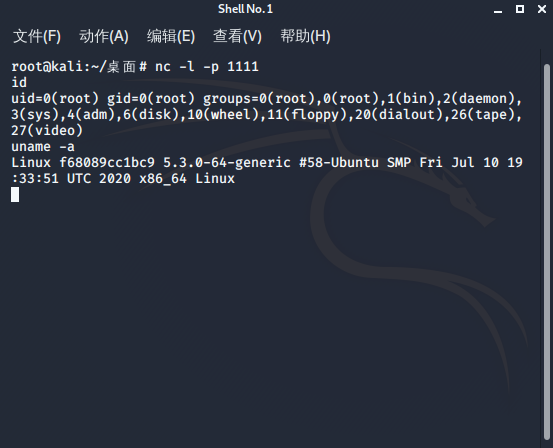 Shell No. 1
文件(F) 动作(A) 编辑(E) 查看(V) 帮助(H)
root@kali:~/桌面# nc -l -p 1111
id
uid=0(root) gid=0(root) groups=0(root),0(root),1(bin),2(daemon),
3(sys),4(adm),6(disk),10(wheel),11(floppy),20(dialout),26(tape),
27(video)
uname -a
Linux f68089cc1bc9 5.3.0-64-generic #58-Ubuntu SMP Fri Jul 10 19
:33:51 UTC 2020 x86_64 Linux